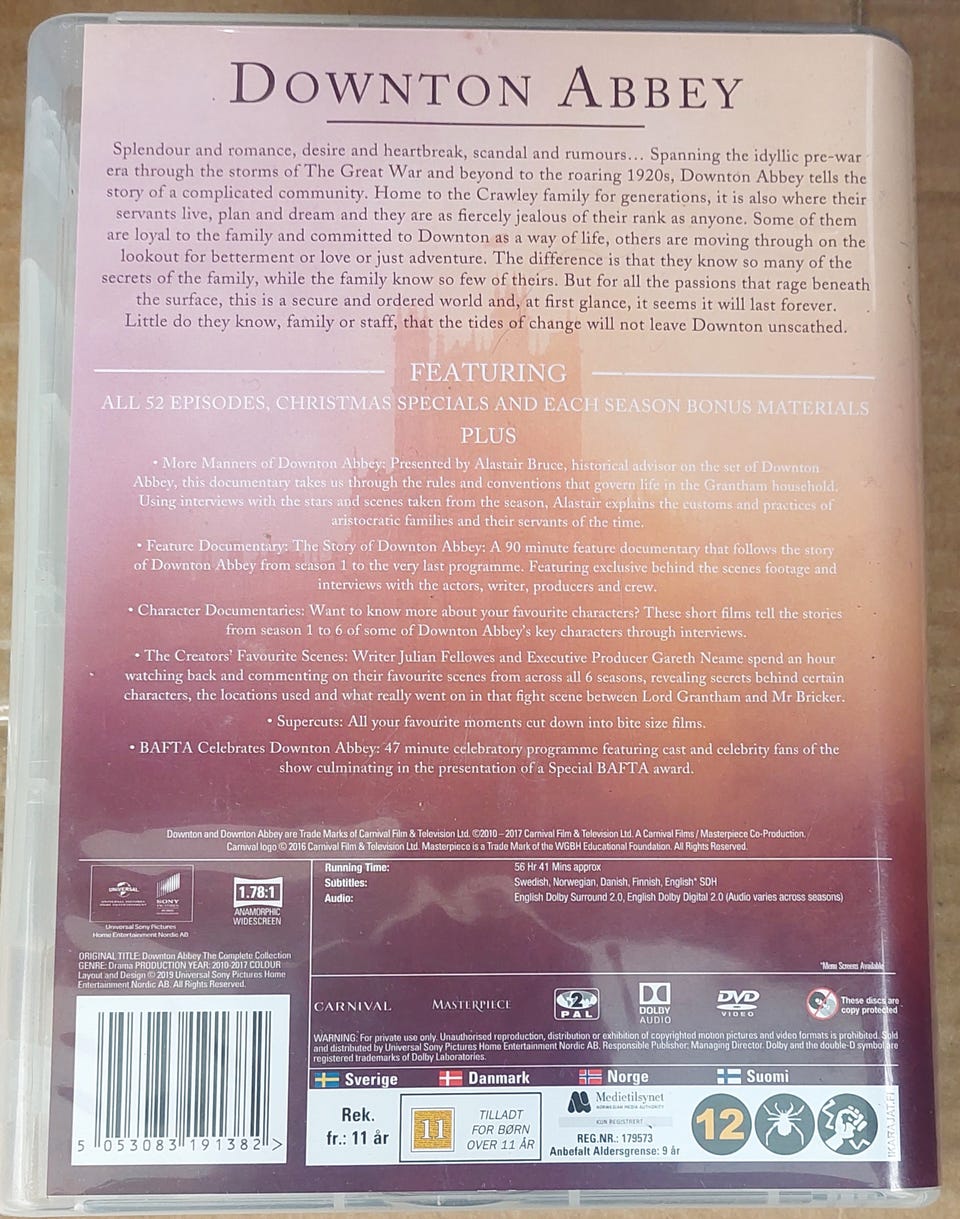 DOWNTON ABBEY
Splendour and romance, desire and heartbreak, scandal and rumours... Spanning the idyllic pre-war
era through the storms of The Great War and beyond to the roaring 1920s, Downton Abbey tells the
story of a complicated community. Home to the Crawley family for generations, it is also where their
servants live, plan and dream and they are as fiercely jealous of their rank as anyone. Some of them
are loyal to the family and committed to Downton as a way of life, others are moving through on the
lookout for betterment or love or just adventure. The difference is that they know so many of the
secrets of the family, while the family know so few of theirs. But for all the passions that rage beneath
the surface, this is a secure and ordered world and, at first glance, it seems it will last forever.
Little do they know, family or staff, that the tides of change will not leave Downton unscathed.
FEATURING
ALL 52 EPISODES, CHRISTMAS SPECIALS AND EACH SEASON BONUS MATERIALS
PLUS
• More Manners of Downton Abbey: Presented by Alastair Bruce, historical advisor on the set of Downton
Abbey, this documentary takes us through the rules and conventions that govern life in the Grantham household.
Using interviews with the stars and scenes taken from the season, Alastair explains the customs and practices of
aristocratic families and their servants of the time.
• Feature Documentary: The Story of Downton Abbey: A 90 minute feature documentary that follows the story
of Downton Abbey from season 1 to the very last programme. Featuring exclusive behind the scenes footage and
interviews with the actors, writer, producers and crew.
• Character Documentaries: Want to know more about your favourite characters? These short films tell the stories
from season 1 to 6 of some of Downton Abbey's key characters through interviews.
• The Creators' Favourite Scenes: Writer Julian Fellowes and Executive Producer Gareth Neame spend an hour
watching back and commenting on their favourite scenes from across all 6 seasons, revealing secrets behind certain
characters, the locations used and what really went on in that fight scene between Lord Grantham and Mr Bricker.
• Supercuts: All your favourite moments cut down into bite size films.
• BAFTA Celebrates Downton Abbey: 47 minute celebratory programme featuring cast and celebrity fans of the
show culminating in the presentation of a Special BAFTA award.
Downton and Downton Abbey are Trade Marks of Carnival Film & Television Ltd. ©2010 – 2017 Carnival Film & Television Ltd. A Carnival Films / Masterpiece Co-Production.
Carnival logo © 2016 Carnival Film & Television Ltd. Masterpiece is a Trade Mark of the WGBH Educational Foundation. All Rights Reserved.
UNIVERSAL
SONY
Universal Sony Pictures
Home Entertainment Nordic AB
1.78:1
ANAMORPHIC
WIDESCREEN
Running Time: 56 Hr 41 Mins approx
Subtitles: Swedish, Norwegian, Danish, Finnish, English* SDH
Audio: English Dolby Surround 2.0, English Dolby Digital 2.0 (Audio varies across seasons)
*Menu Screens Available
ORIGINAL TITLE: Downton Abbey The Complete Collection
GENRE: Drama PRODUCTION YEAR: 2010-2017 COLOUR
Layout and Design © 2019 Universal Sony Pictures Home
Entertainment Nordic AB. All Rights Reserved.
CARNIVAL
MASTERPIECE
2
PAL
DOLBY
AUDIO
DVD
VIDEO
These discs are
copy protected
WARNING: For private use only. Unauthorised reproduction, distribution or exhibition of copyrighted motion pictures and video formats is prohibited. Sold
and distributed by Universal Sony Pictures Home Entertainment Nordic AB. Responsible Publisher: Managing Director. Dolby and the double-D symbol are
registered trademarks of Dolby Laboratories.
Sverige
Danmark
Norge
Suomi
Rek.
fr.: 11 år
11
TILLADT
FOR BØRN
OVER 11 ÅR
Medietilsynet
NORWEGIAN MEDIA AUTHORITY
KUN REGISTRERT
REG.NR.: 179573
Anbefalt Aldersgrense: 9 år
12
IKARAJAT.FI
5 053083 191382 >